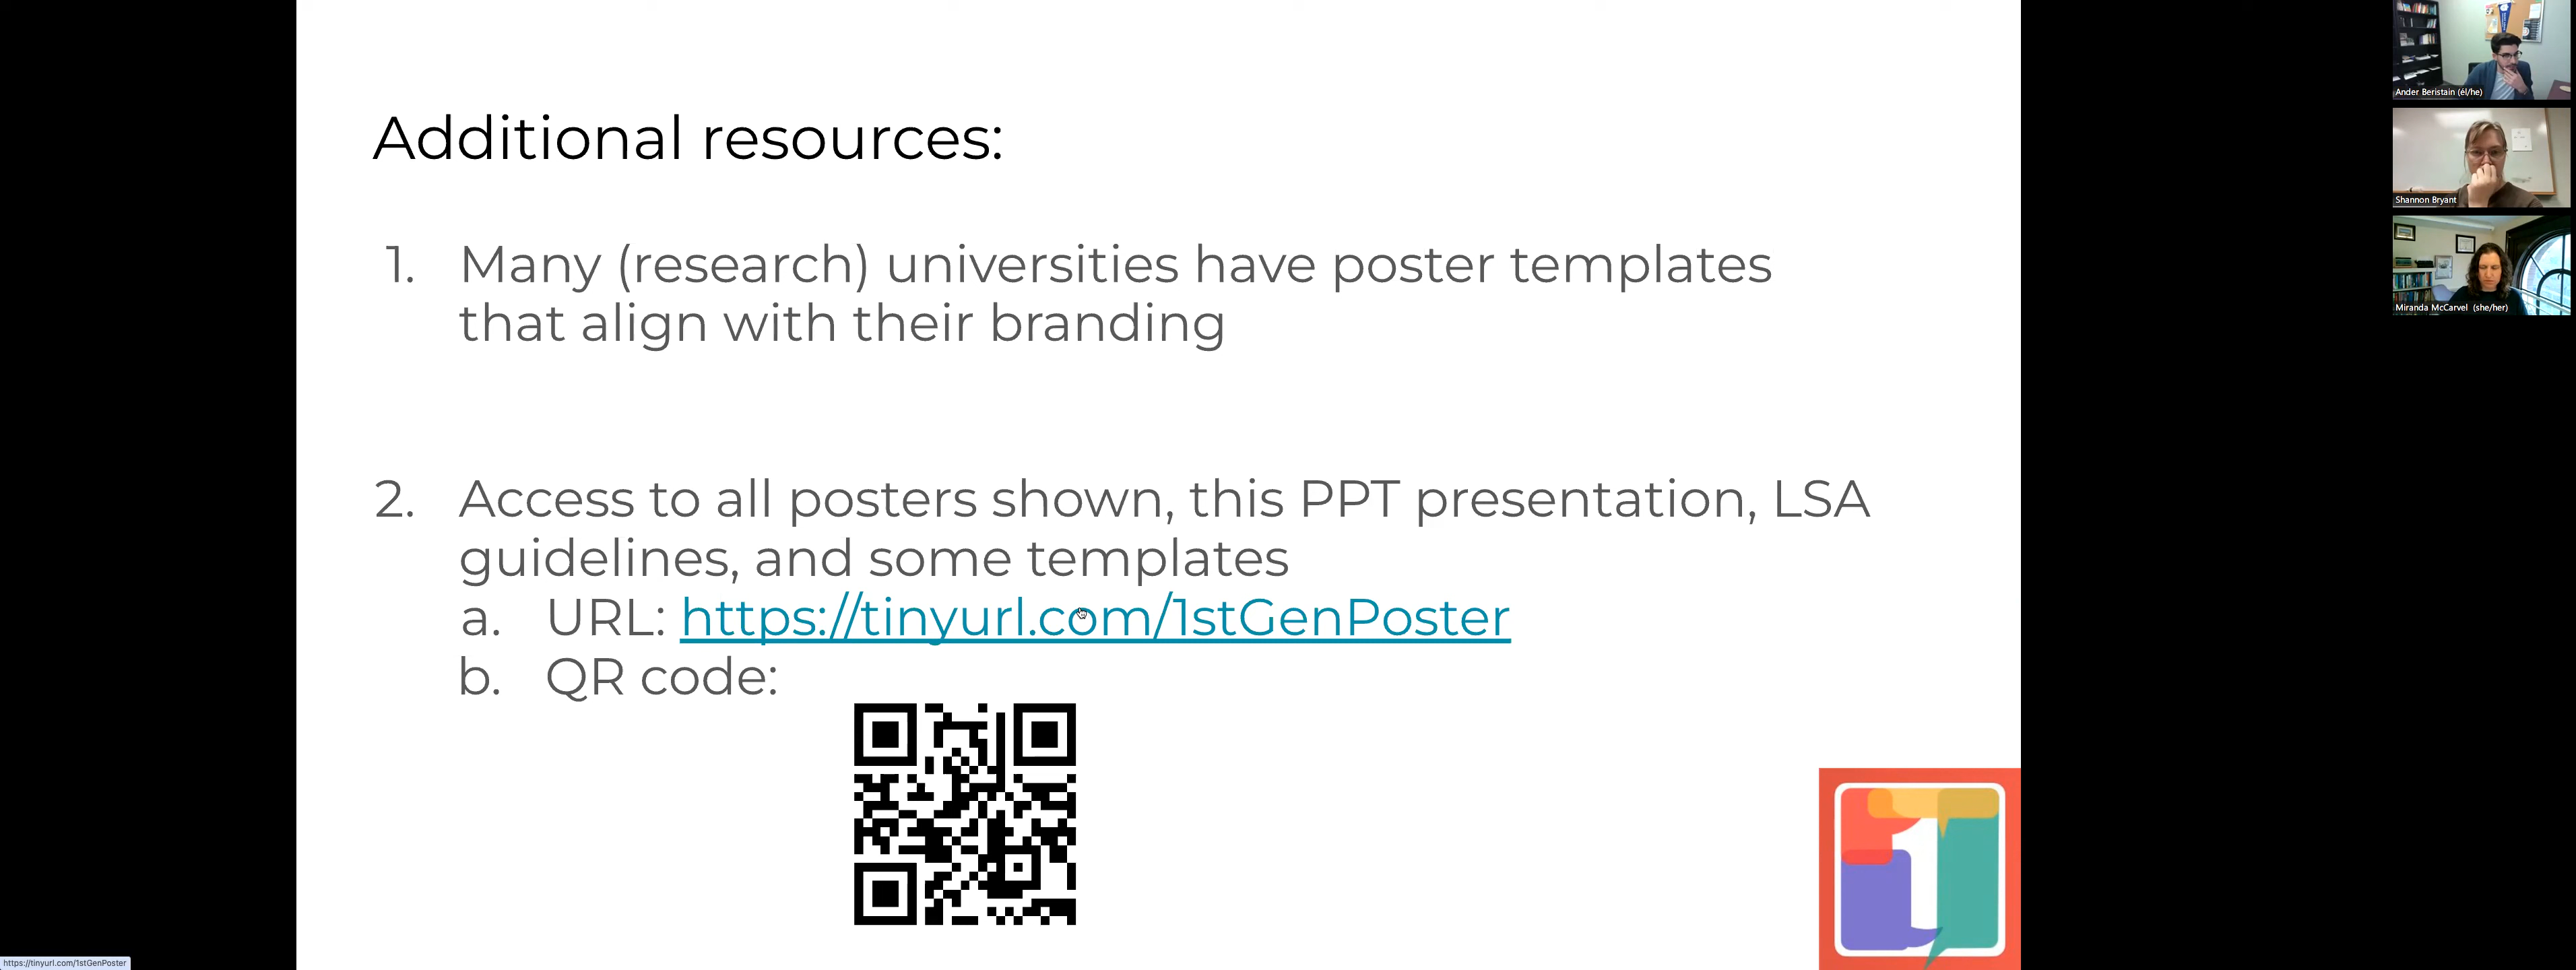 Additional resources:
1. Many (research) universities have poster templates
that align with their branding
2. Access to all posters shown, this PPT presentation, LSA
guidelines, and some templates
a. URL: https://tinyurl.com/1stGenPoster
b. QR code:
1
Ander Beristain (él/he)
Shannon Bryant
Miranda McCarvel (she/her)
https://tinyurl.com/1stGenPoster